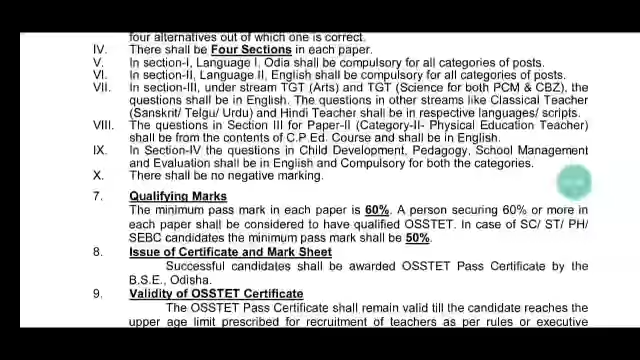 four alternatives out of which one is correct.
IV. There shall be Four Sections in each paper.
V. In section-I, Language I, Odia shall be compulsory for all categories of posts.
VI. In section-II, Language II, English shall be compulsory for all categories of posts.
VII. In section-III, under stream TGT (Arts) and TGT (Science for both PCM & CBZ), the
questions shall be in English. The questions in other streams like Classical Teacher
(Sanskrit/ Telgu/ Urdu) and Hindi Teacher shall be in respective languages/ scripts.
VIII. The questions in Section III for Paper-II (Category-II- Physical Education Teacher)
shall be from the contents of C.P.Ed. Course and shall be in English.
IX. In Section-IV the questions in Child Development, Pedagogy, School Management
and Evaluation shall be in English and Compulsory for both the categories.
X. There shall be no negative marking.
7. Qualifying Marks
The minimum pass mark in each paper is 60%. A person securing 60% or more in
each paper shall be considered to have qualified OSSTET. In case of SC/ ST/ PH/
SEBC candidates the minimum pass mark shall be 50%.
8. Issue of Certificate and Mark Sheet
Successful candidates shall be awarded OSSTET Pass Certificate by the
B.S.E., Odisha.
9. Validity of OSSTET Certificate
The OSSTET Pass Certificate shall remain valid till the candidate reaches the
upper age limit prescribed for recruitment of teachers as per rules or executive